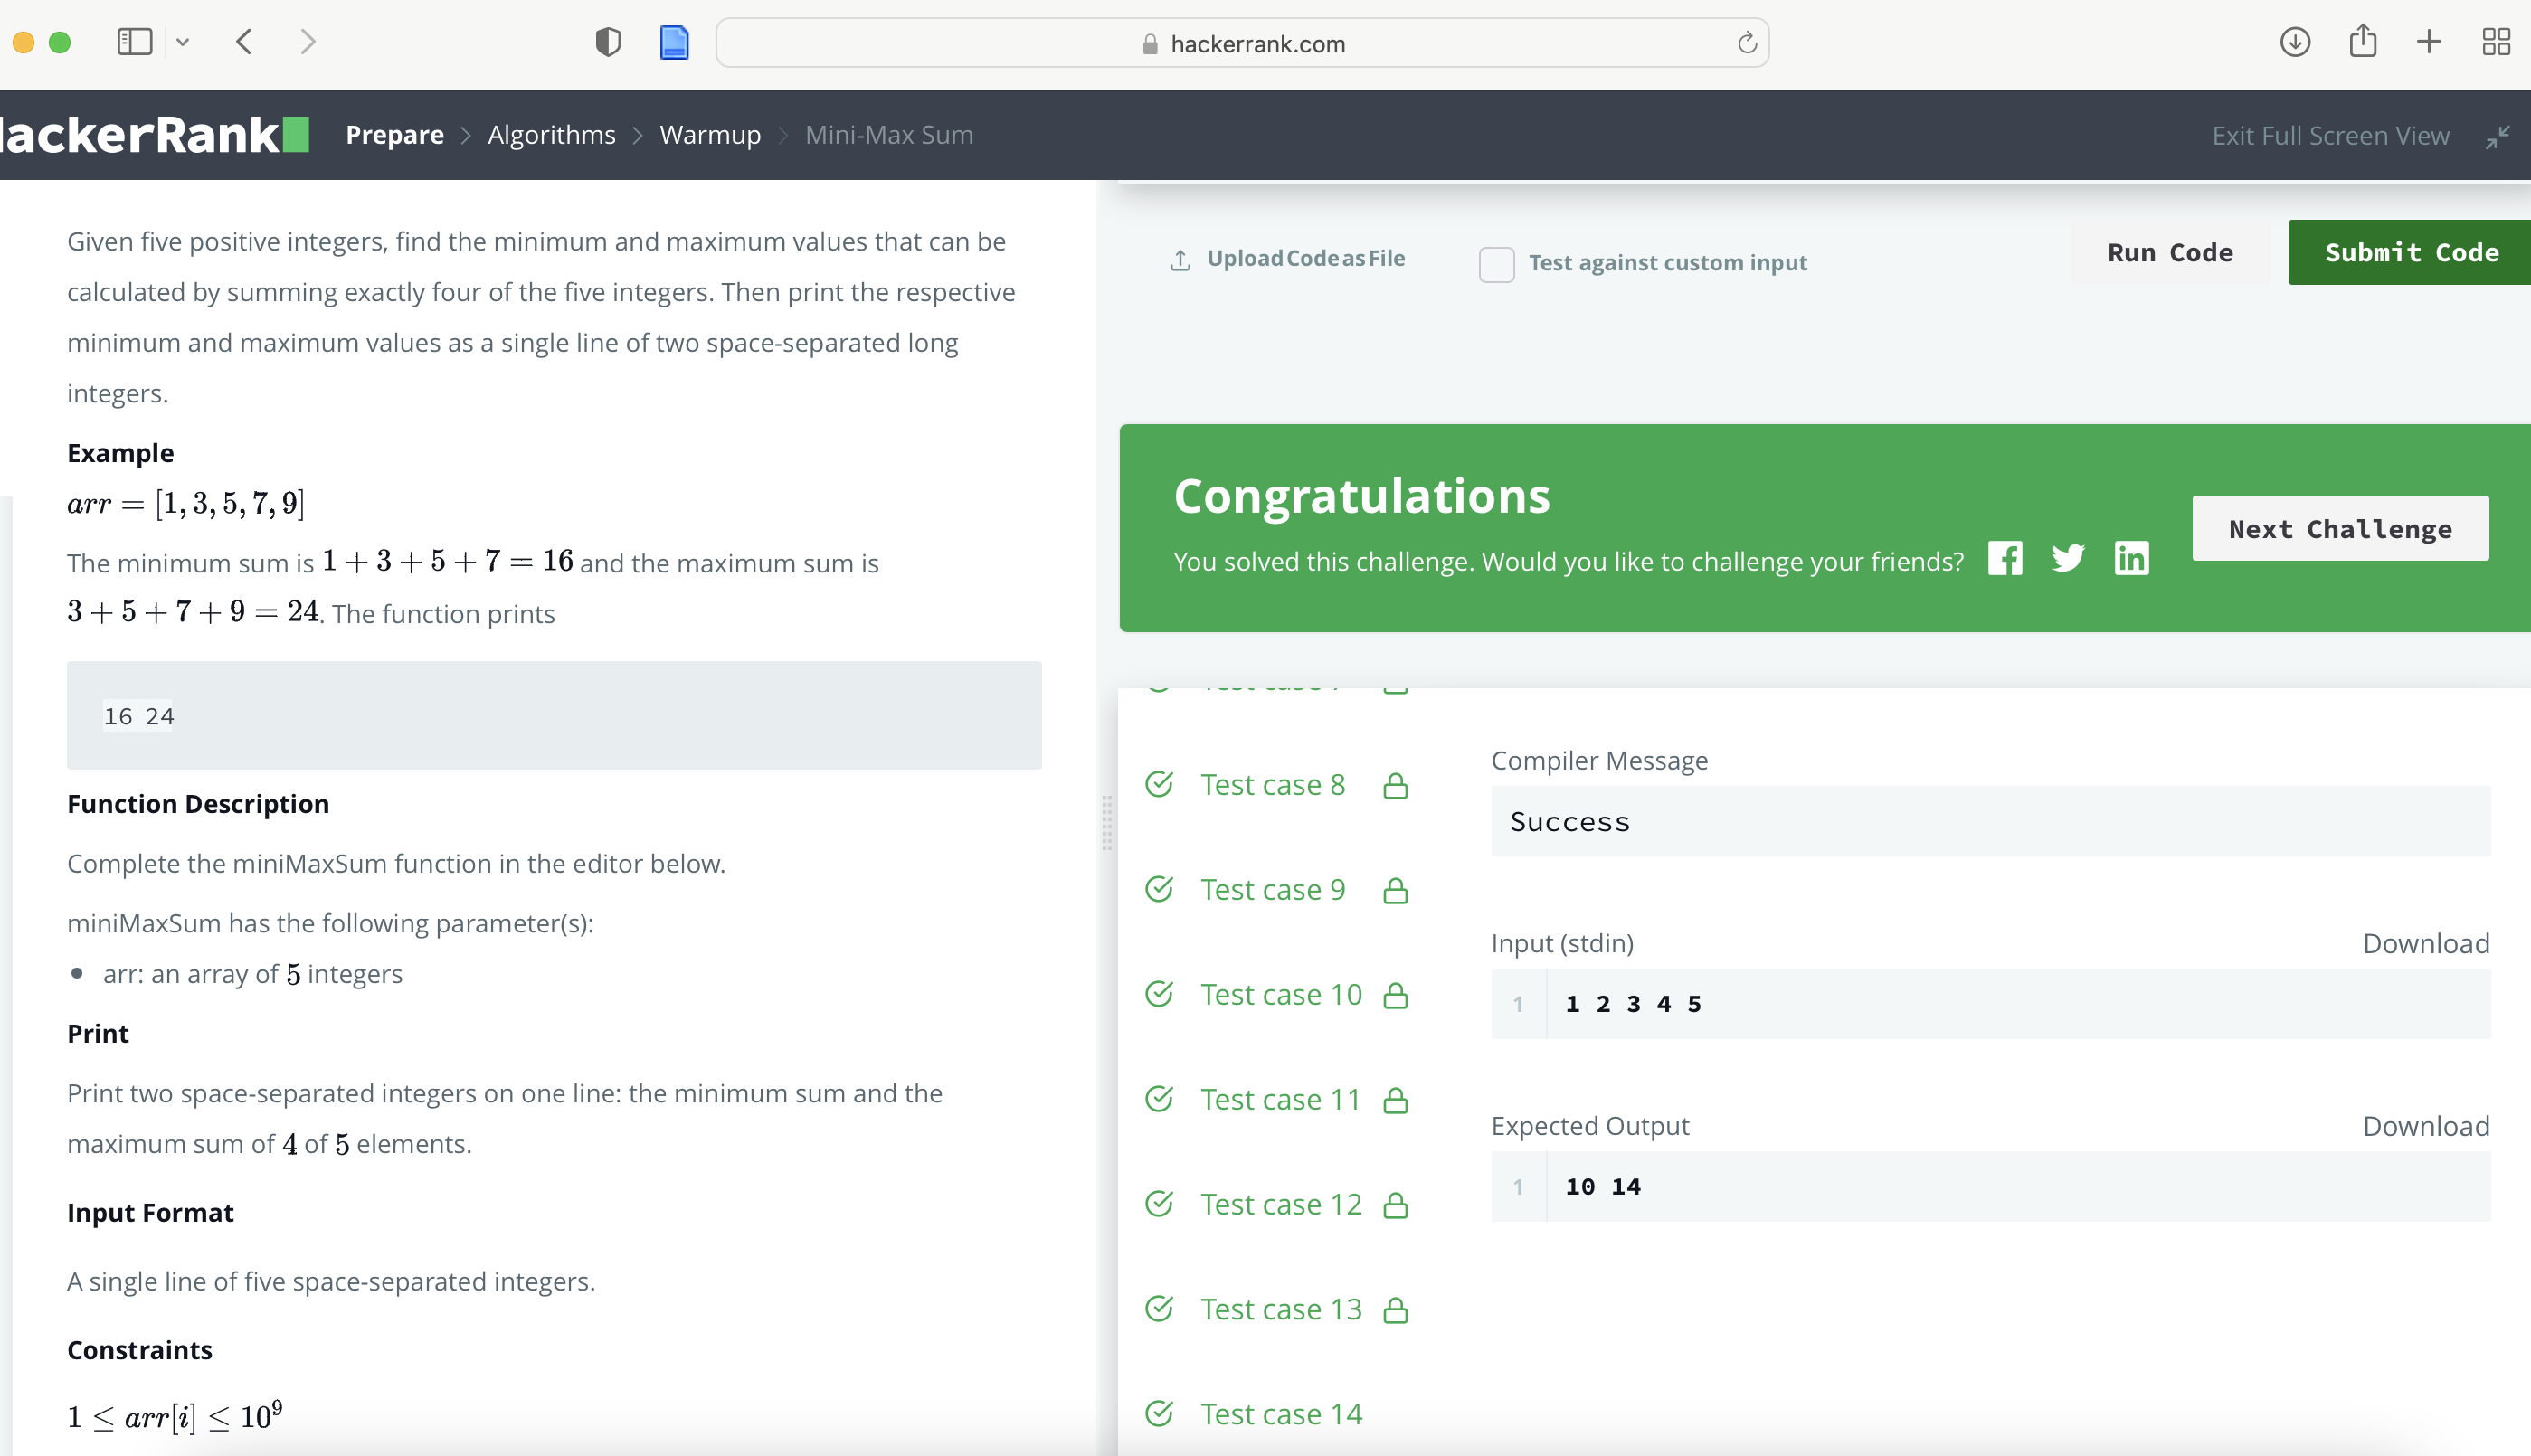 hackerrank.com
ackerRank
Prepare > Algorithms > Warmup > Mini-Max Sum
Exit Full Screen View
Given five positive integers, find the minimum and maximum values that can be
calculated by summing exactly four of the five integers. Then print the respective
minimum and maximum values as a single line of two space-separated long
integers.
Example
arr = [1, 3, 5, 7, 9]
The minimum sum is 1 + 3 + 5 + 7 = 16 and the maximum sum is
3 + 5 + 7 + 9 = 24. The function prints
16 24
Function Description
Complete the miniMaxSum function in the editor below.
miniMaxSum has the following parameter(s):
• arr: an array of 5 integers
Print
Print two space-separated integers on one line: the minimum sum and the
maximum sum of 4 of 5 elements.
Input Format
A single line of five space-separated integers.
Constraints
1 ≤ arr[i] ≤ 10⁹
Upload Code as File
Test against custom input
Run Code
Submit Code
Congratulations
You solved this challenge. Would you like to challenge your friends?
Next Challenge
Test case 8
Test case 9
Test case 10
Test case 11
Test case 12
Test case 13
Test case 14
Compiler Message
Success
Input (stdin)
Download
1 1 2 3 4 5
Expected Output
Download
1 10 14